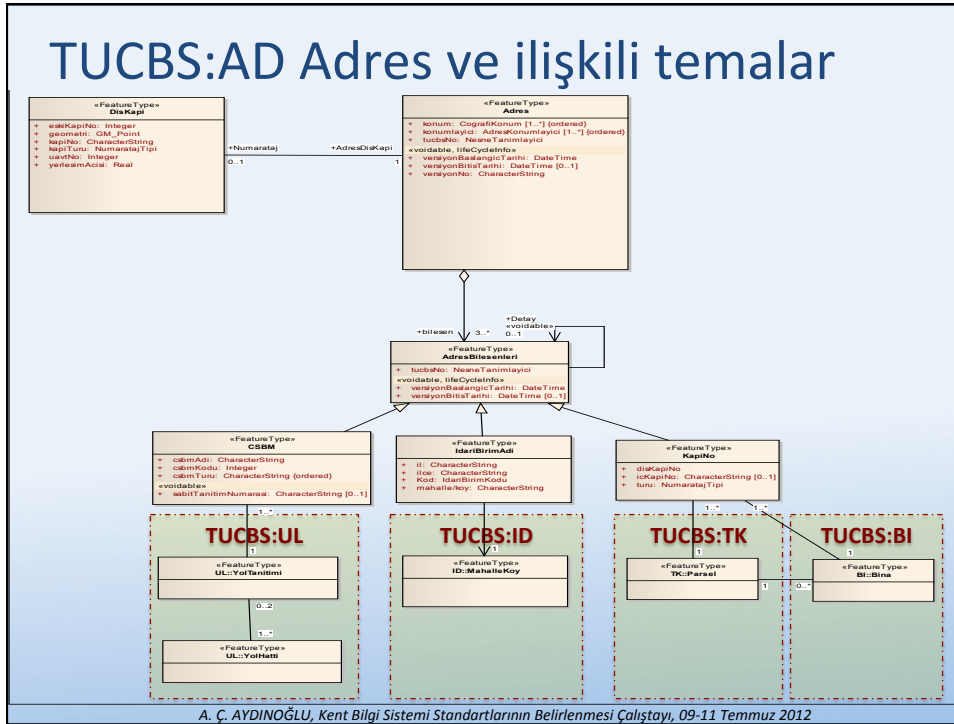 TUCBS:AD Adres ve ilişkili temalar
«FeatureType»
DisKapi
+ eskiKapiNo: Integer
+ geometri: GM_Point
+ kapiNo: CharacterString
+ kapiTuru: NumaratajTipi
+ uavtNo: Integer
+ yerlesimAcisi: Real
+Numarataj
0..1
+AdresDisKapi
1
«FeatureType»
Adres
+ konum: CografiKonum [1..*] {ordered}
+ konumlayici: AdresKonumlayici [1..*] {ordered}
+ tucbsNo: NesneTanimlayici
«voidable, lifeCycleInfo»
+ versiyonBaslangicTarihi: DateTime
+ versiyonBitisTarihi: DateTime [0..1]
+ versiyonNo: CharacterString
+bilesen
3..*
+Detay
«voidable»
0..1
«FeatureType»
AdresBilesenleri
+ tucbsNo: NesneTanimlayici
«voidable, lifeCycleInfo»
+ versiyonBaslangicTarihi: DateTime
+ versiyonBitisTarihi: DateTime [0..1]
«FeatureType»
CSBM
+ csbmAdi: CharacterString
+ csbmKodu: Integer
+ csbmTuru: CharacterString {ordered}
«voidable»
+ sabitTanitimNumarasi: CharacterString [0..1]
«FeatureType»
IdariBirimAdi
+ il: CharacterString
+ ilce: CharacterString
+ Kod: IdariBirimKodu
+ mahalle/koy: CharacterString
«FeatureType»
KapiNo
+ disKapiNo
+ icKapiNo: CharacterString [0..1]
+ turu: NumaratajTipi
1..*
1..*
1..*
TUCBS:UL
TUCBS:ID
TUCBS:TK
TUCBS:BI
1
1
1
1
«FeatureType»
UL::YolTanitimi
«FeatureType»
ID::MahalleKoy
«FeatureType»
TK::Parsel
1
0..*
«FeatureType»
BI::Bina
0..2
1..*
«FeatureType»
UL::YolHatti
A. Ç. AYDINOĞLU, Kent Bilgi Sistemi Standartlarının Belirlenmesi Çalıştayı, 09-11 Temmuz 2012